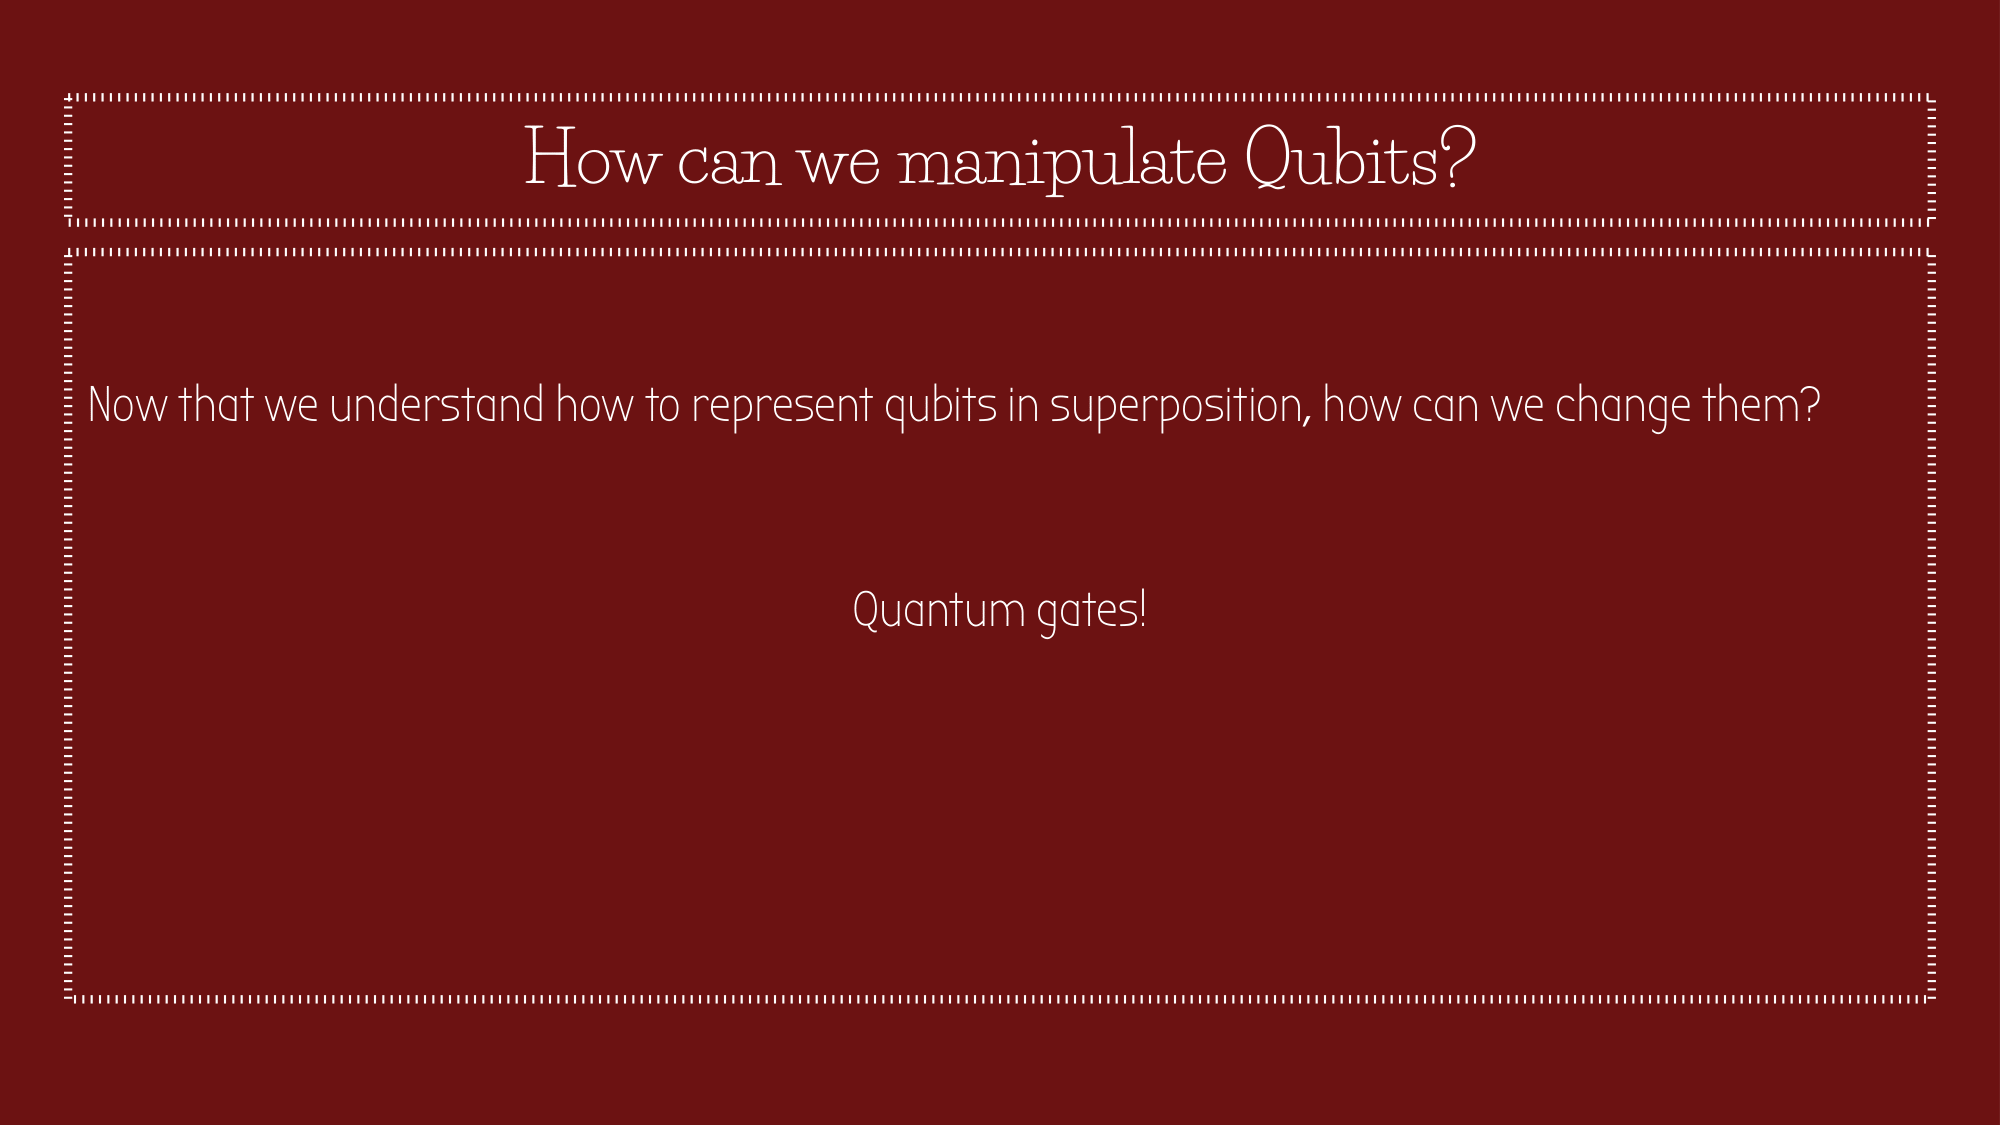 How can we manipulate Qubits?
Now that we understand how to represent qubits in superposition, how can we change them?
Quantum gates!